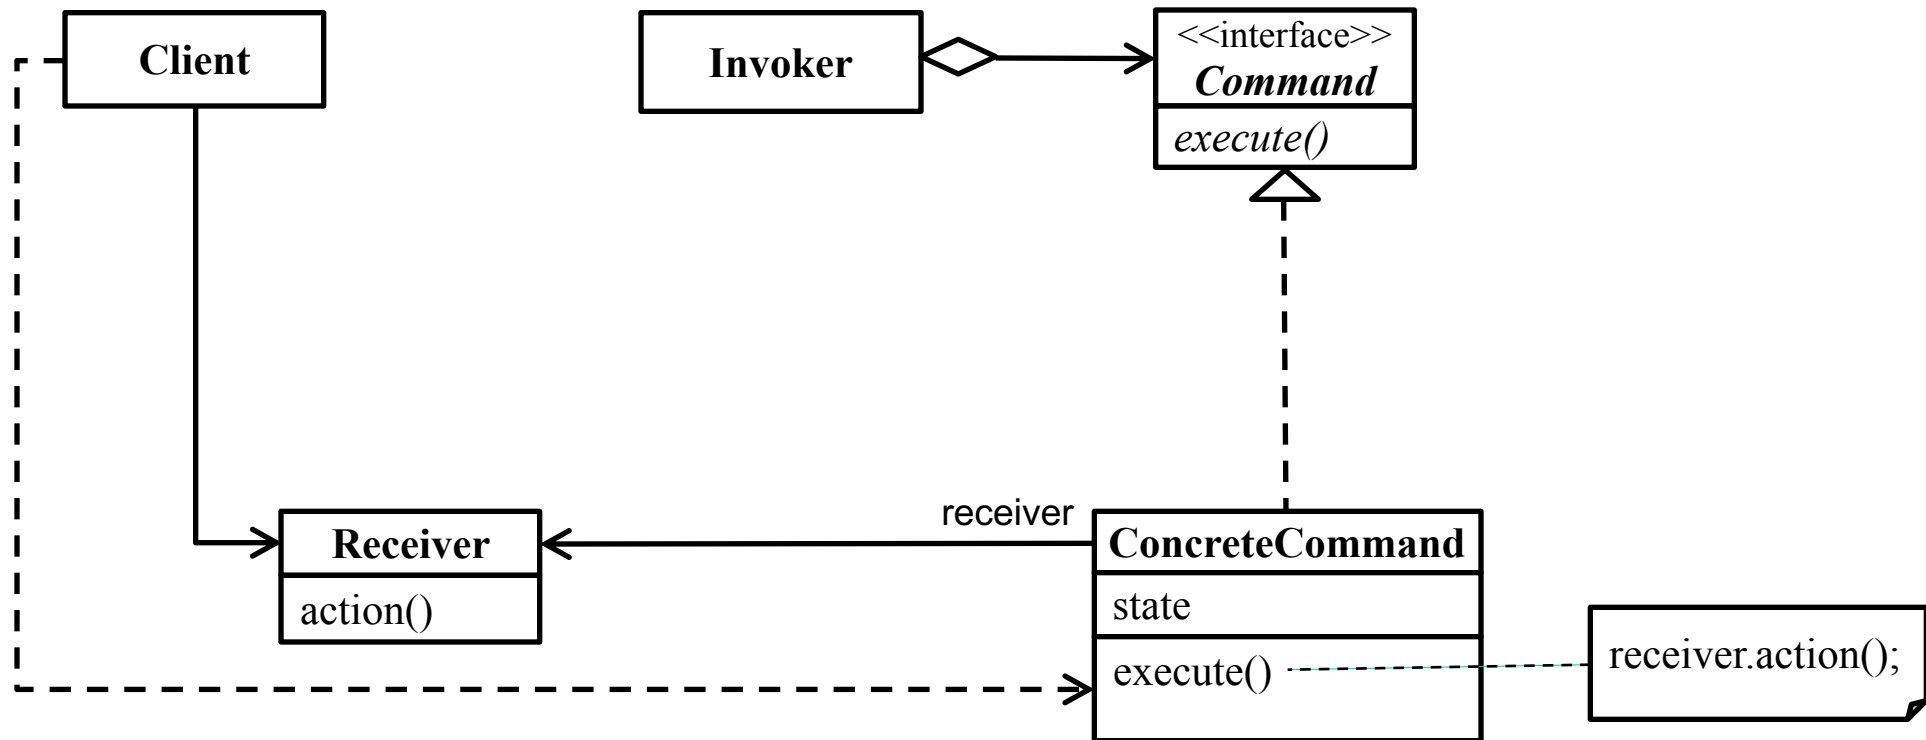 Client
Invoker
<<interface>>
Command
execute()
receiver
Receiver
action()
ConcreteCommand
state
execute()
receiver.action();